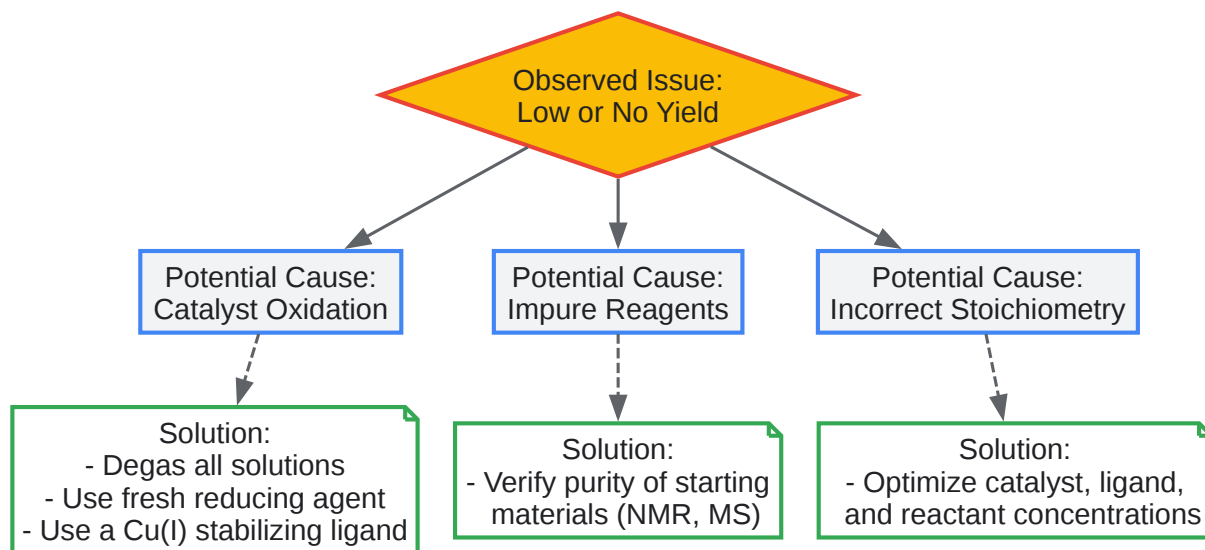 Observed Issue:
Low or No Yield
Potential Cause:
Catalyst Oxidation
Potential Cause:
Impure Reagents
Potential Cause:
Incorrect Stoichiometry
Solution:
- Degas all solutions
- Use fresh reducing agent
- Use a Cu(I) stabilizing ligand
Solution:
- Verify purity of starting
materials (NMR, MS)
Solution:
- Optimize catalyst, ligand,
and reactant concentrations